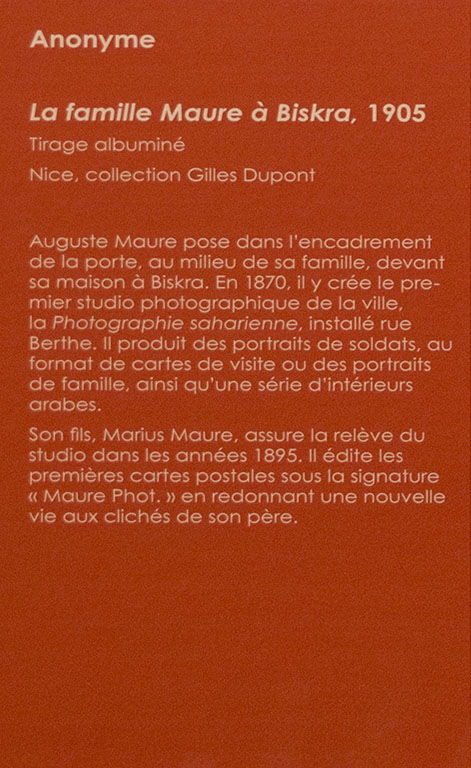 Anonyme
La famille Maure à Biskra, 1905
Tirage albuminé
Nice, collection Gilles Dupont
Auguste Maure pose dans l'encadrement
de la porte, au milieu de sa famille, devant
sa maison à Biskra. En 1870, il y crée le pre-
mier studio photographique de la ville,
la Photographie saharienne, installé rue
Berthe. Il produit des portraits de soldats, au
format de cartes de visite ou des portraits
de famille, ainsi qu'une série d'intérieurs
arabes.
Son fils, Marius Maure, assure la relève du
studio dans les années 1895. Il édite les
premières cartes postales sous la signature
« Maure Phot. » en redonnant une nouvelle
vie aux clichés de son père.